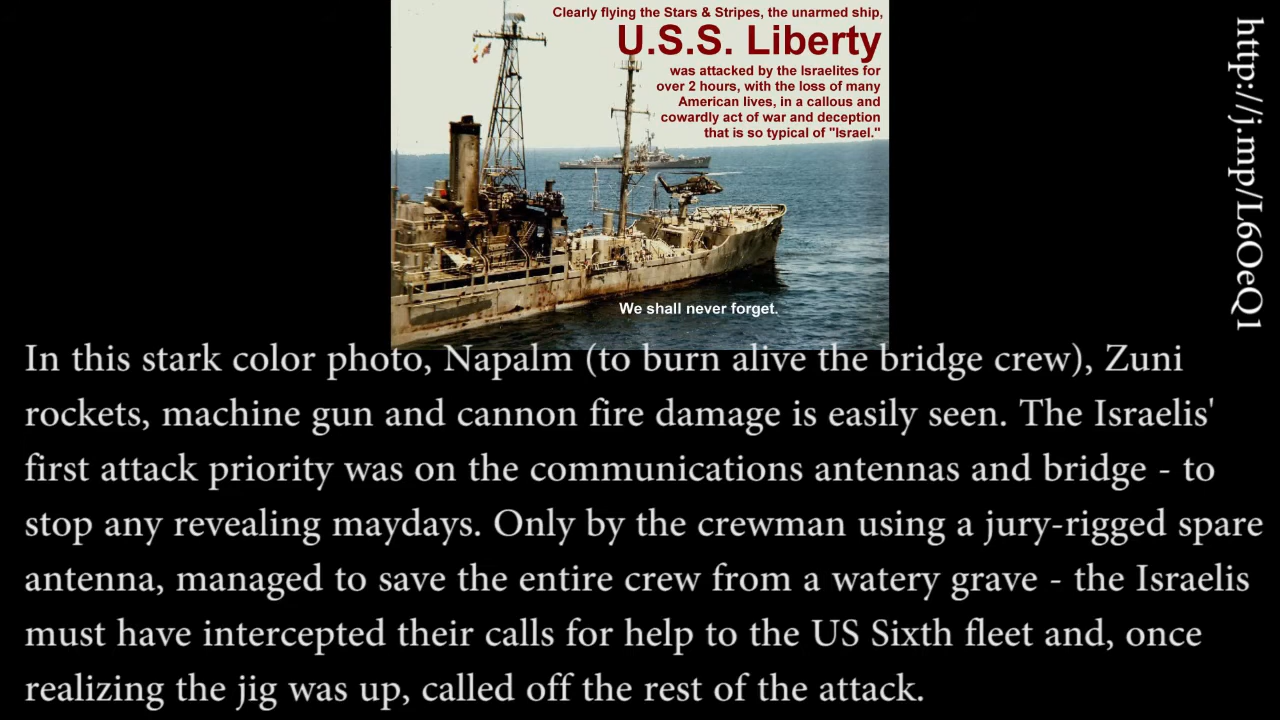 Clearly flying the Stars & Stripes, the unarmed ship,
U.S.S. Liberty
was attacked by the Israelites for
over 2 hours, with the loss of many
American lives, in a callous and
cowardly act of war and deception
that is so typical of "Israel."
We shall never forget.
http://j.mp/L6OeQ1
In this stark color photo, Napalm (to burn alive the bridge crew), Zuni
rockets, machine gun and cannon fire damage is easily seen. The Israelis'
first attack priority was on the communications antennas and bridge - to
stop any revealing maydays. Only by the crewman using a jury-rigged spare
antenna, managed to save the entire crew from a watery grave - the Israelis
must have intercepted their calls for help to the US Sixth fleet and, once
realizing the jig was up, called off the rest of the attack.